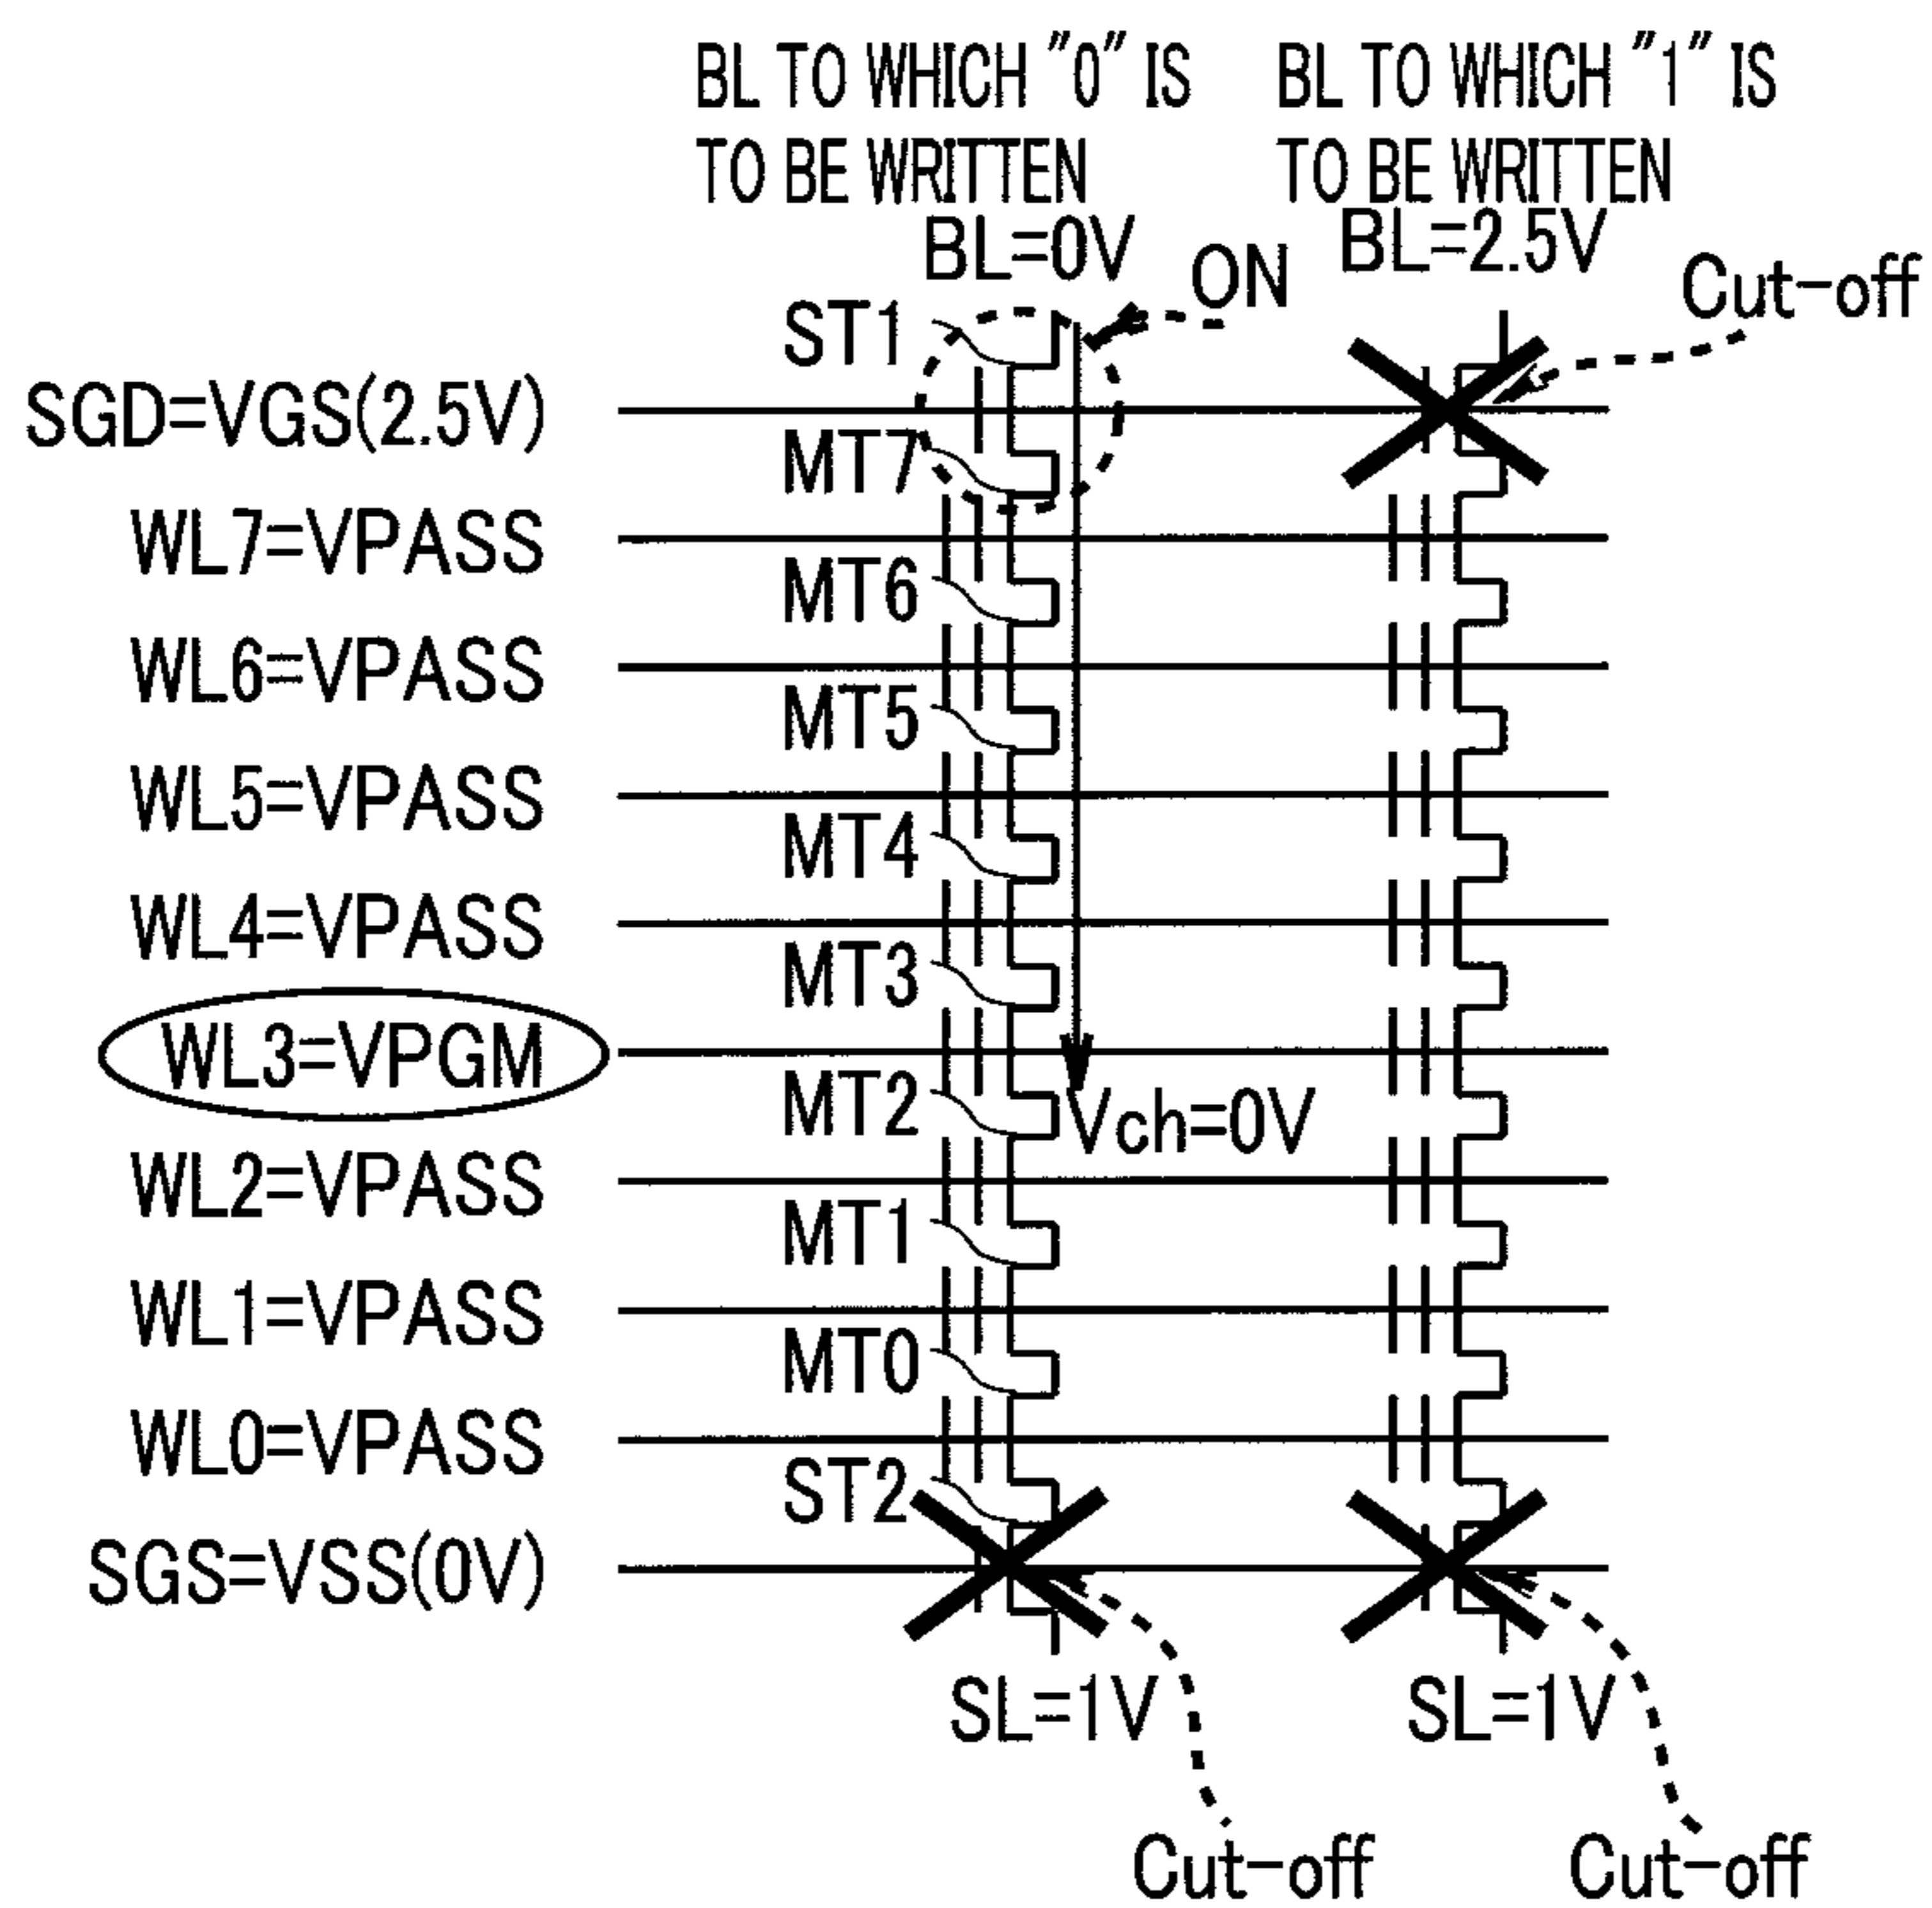 BL TO WHICH "0" IS
TO BE WRITTEN
BL TO WHICH "1" IS
TO BE WRITTEN
BL=0V
BL=2.5V
ON
Cut-off
ST1
SGD=VGS(2.5V)
MT7
WL7=VPASS
MT6
WL6=VPASS
MT5
WL5=VPASS
MT4
WL4=VPASS
MT3
WL3=VPGM
MT2
Vch=0V
WL2=VPASS
MT1
WL1=VPASS
MT0
WL0=VPASS
ST2
SGS=VSS(0V)
SL=1V
SL=1V
Cut-off
Cut-off